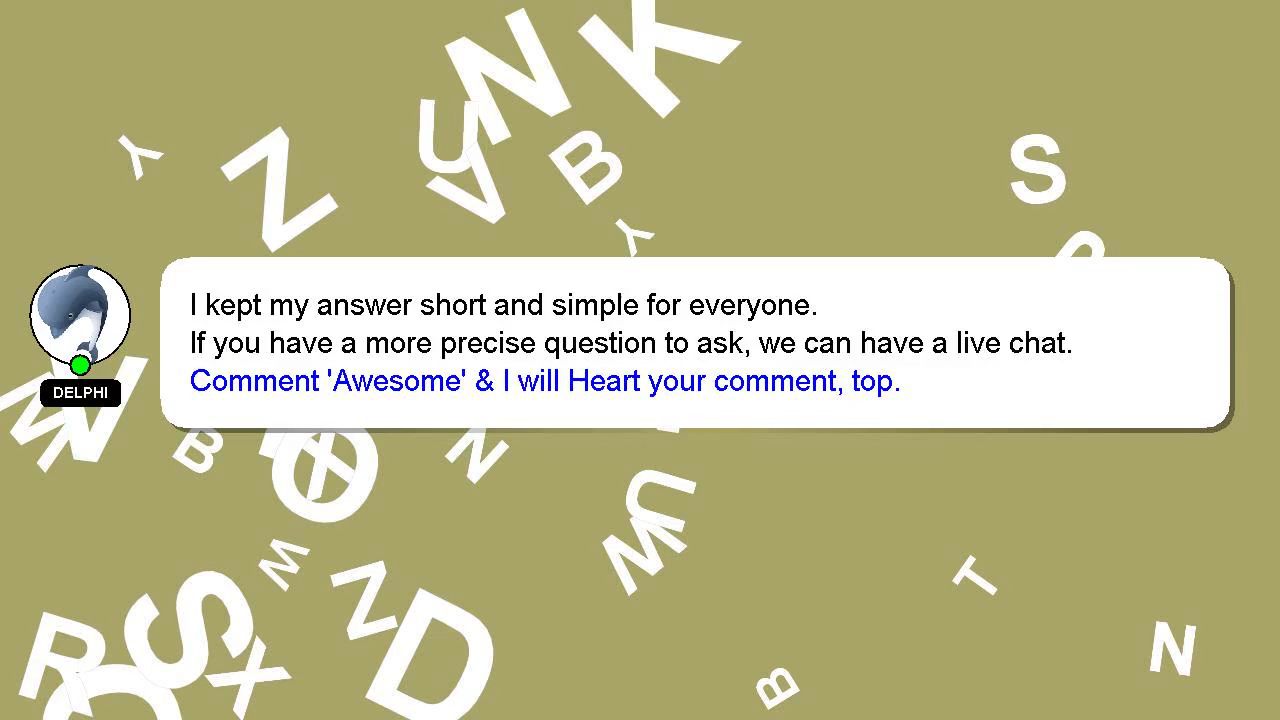 N
K
U
Y
Z
V
B
S
Y
I kept my answer short and simple for everyone.
If you have a more precise question to ask, we can have a live chat.
Comment 'Awesome' & I will Heart your comment, top.
DELPHI
W
B
O
X
N
U
W
W
N
T
S
R
D
X
N
B